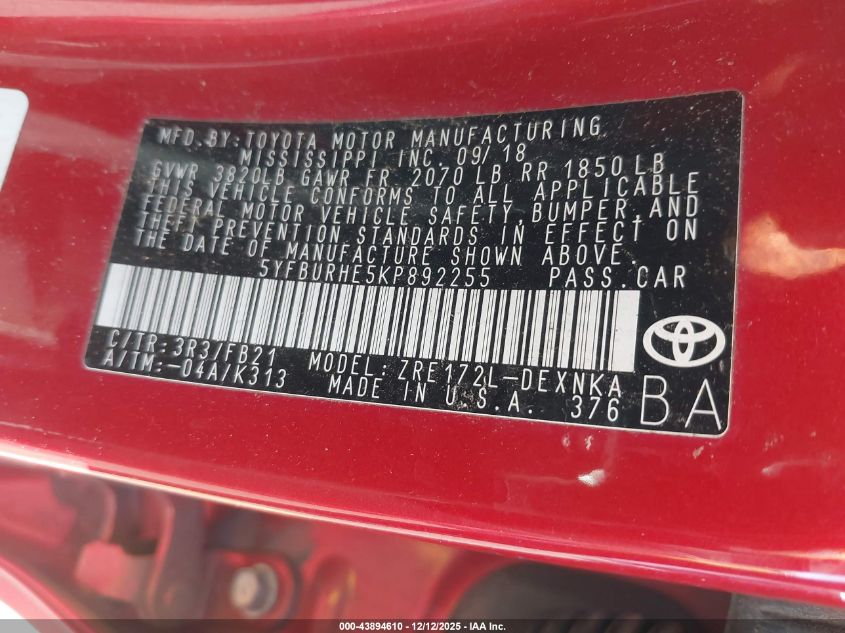 MFD. BY: TOYOTA MOTOR MANUFACTURING,
MISSISSIPPI INC. 09/18
GVWR 3820LB GAWR FR 2070 LB RR 1850 LB
THIS VEHICLE CONFORMS TO ALL APPLICABLE
FEDERAL MOTOR VEHICLE SAFETY, BUMPER, AND
THEFT PREVENTION STANDARDS IN EFFECT ON
THE DATE OF MANUFACTURE SHOWN ABOVE.
5YFBURHE5KP892255 PASS. CAR
C/TR: 3R3/FB21 MODEL: ZRE172L-DEXNKA
A/TM: -04A/K313 MADE IN U.S.A. 376
BA
000-43894610 - 12/12/2025 - IAA Inc.